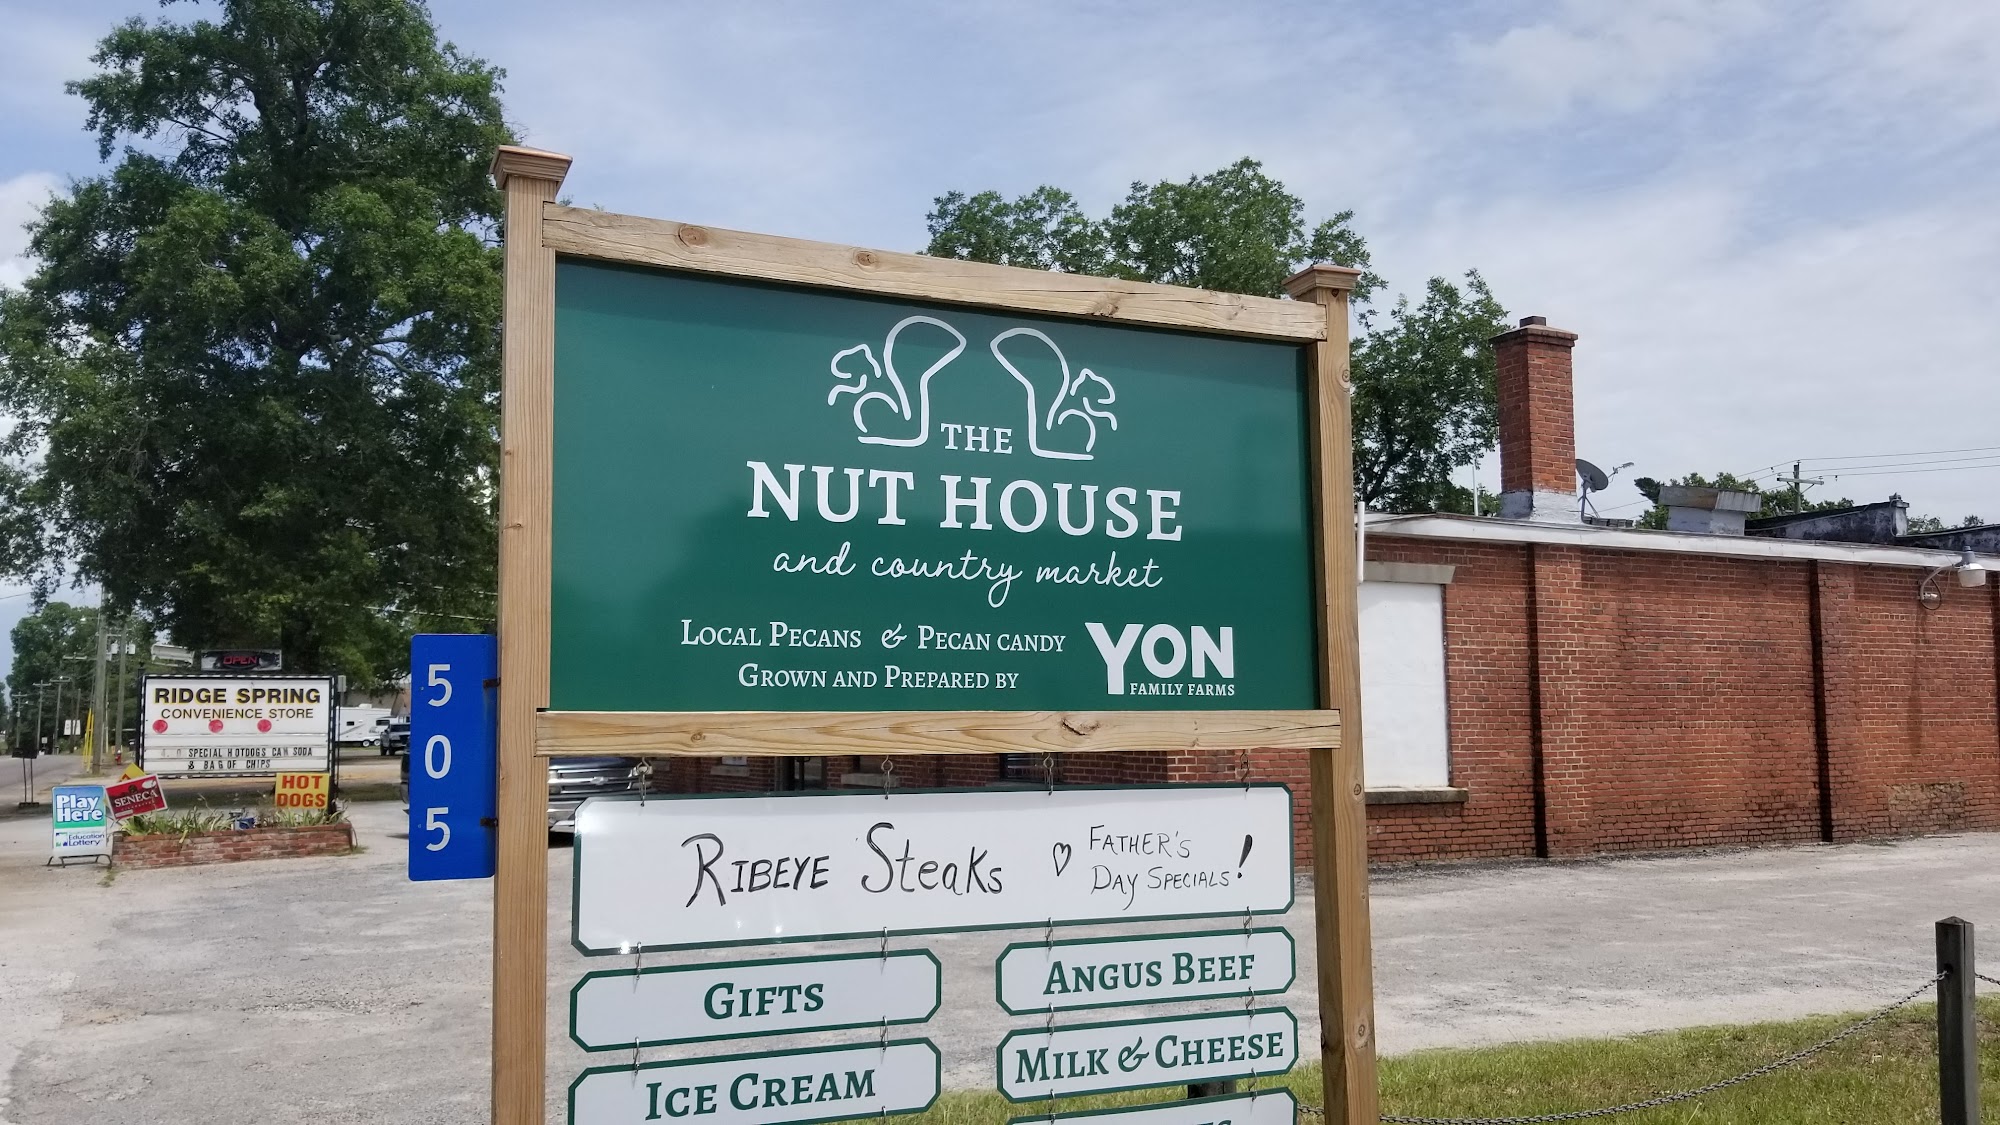 THE
NUT HOUSE
and country market
LOCAL PECANS & PECAN CANDY
GROWN AND PREPARED BY
YON
FAMILY FARMS
RIBEYE STEAKS ♡ FATHER'S
DAY SPECIALS!
GIFTS
ANGUS BEEF
ICE CREAM
MILK & CHEESE
505
OPEN
RIDGE SPRING
CONVENIENCE STORE
SPECIAL HOTDOGS CAN SODA
& BAG OF CHIPS
HOT
DOGS
SENECA
Play
Here
Education
Lottery